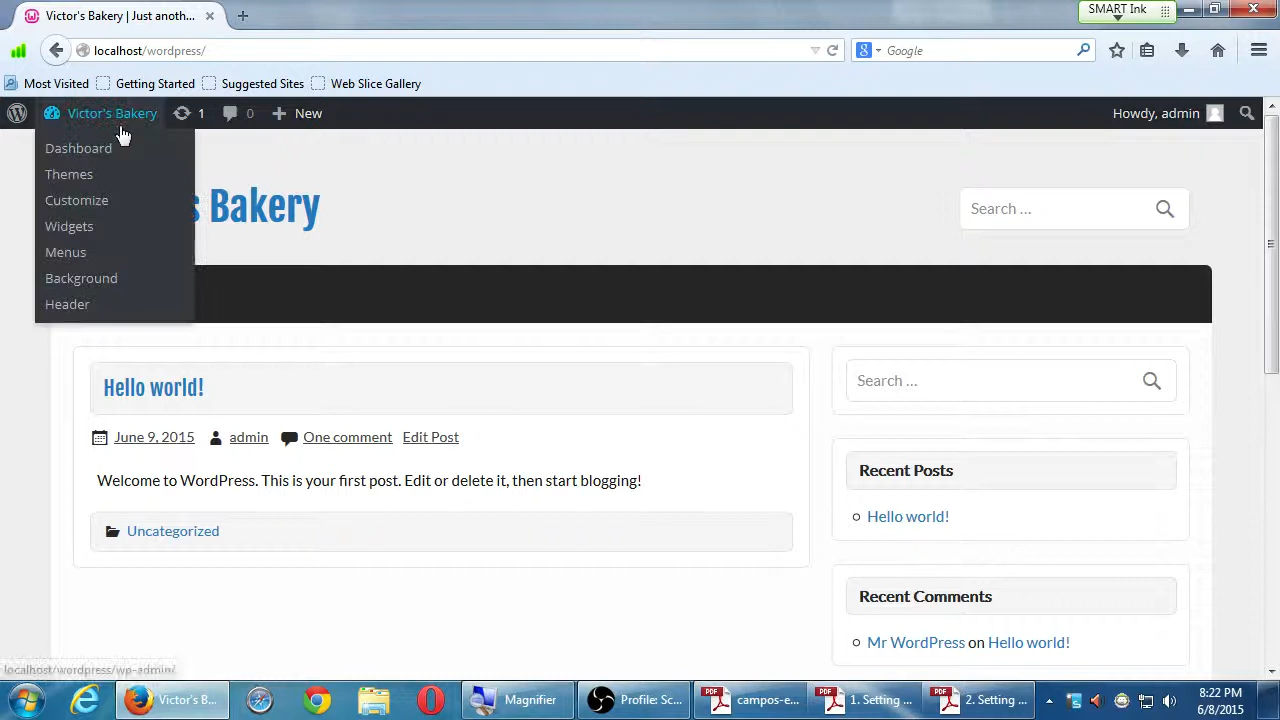 Victor's Bakery | Just anoth...
SMART Ink
localhost/wordpress/
Google
Most Visited Getting Started Suggested Sites Web Slice Gallery
Victor's Bakery 1 0 New Howdy, admin
Dashboard
Themes
Customize
Widgets
Menus
Background
Header
s Bakery
Search ...
Hello world!
June 9, 2015 admin One comment Edit Post
Welcome to WordPress. This is your first post. Edit or delete it, then start blogging!
Uncategorized
Search ...
Recent Posts
Hello world!
Recent Comments
Mr WordPress on Hello world!
localhost/wordpress/wp-admin/
Victor's B... Magnifier Profile: Sc... campos-e... 1. Setting ... 2. Setting ... 8:22 PM
6/8/2015